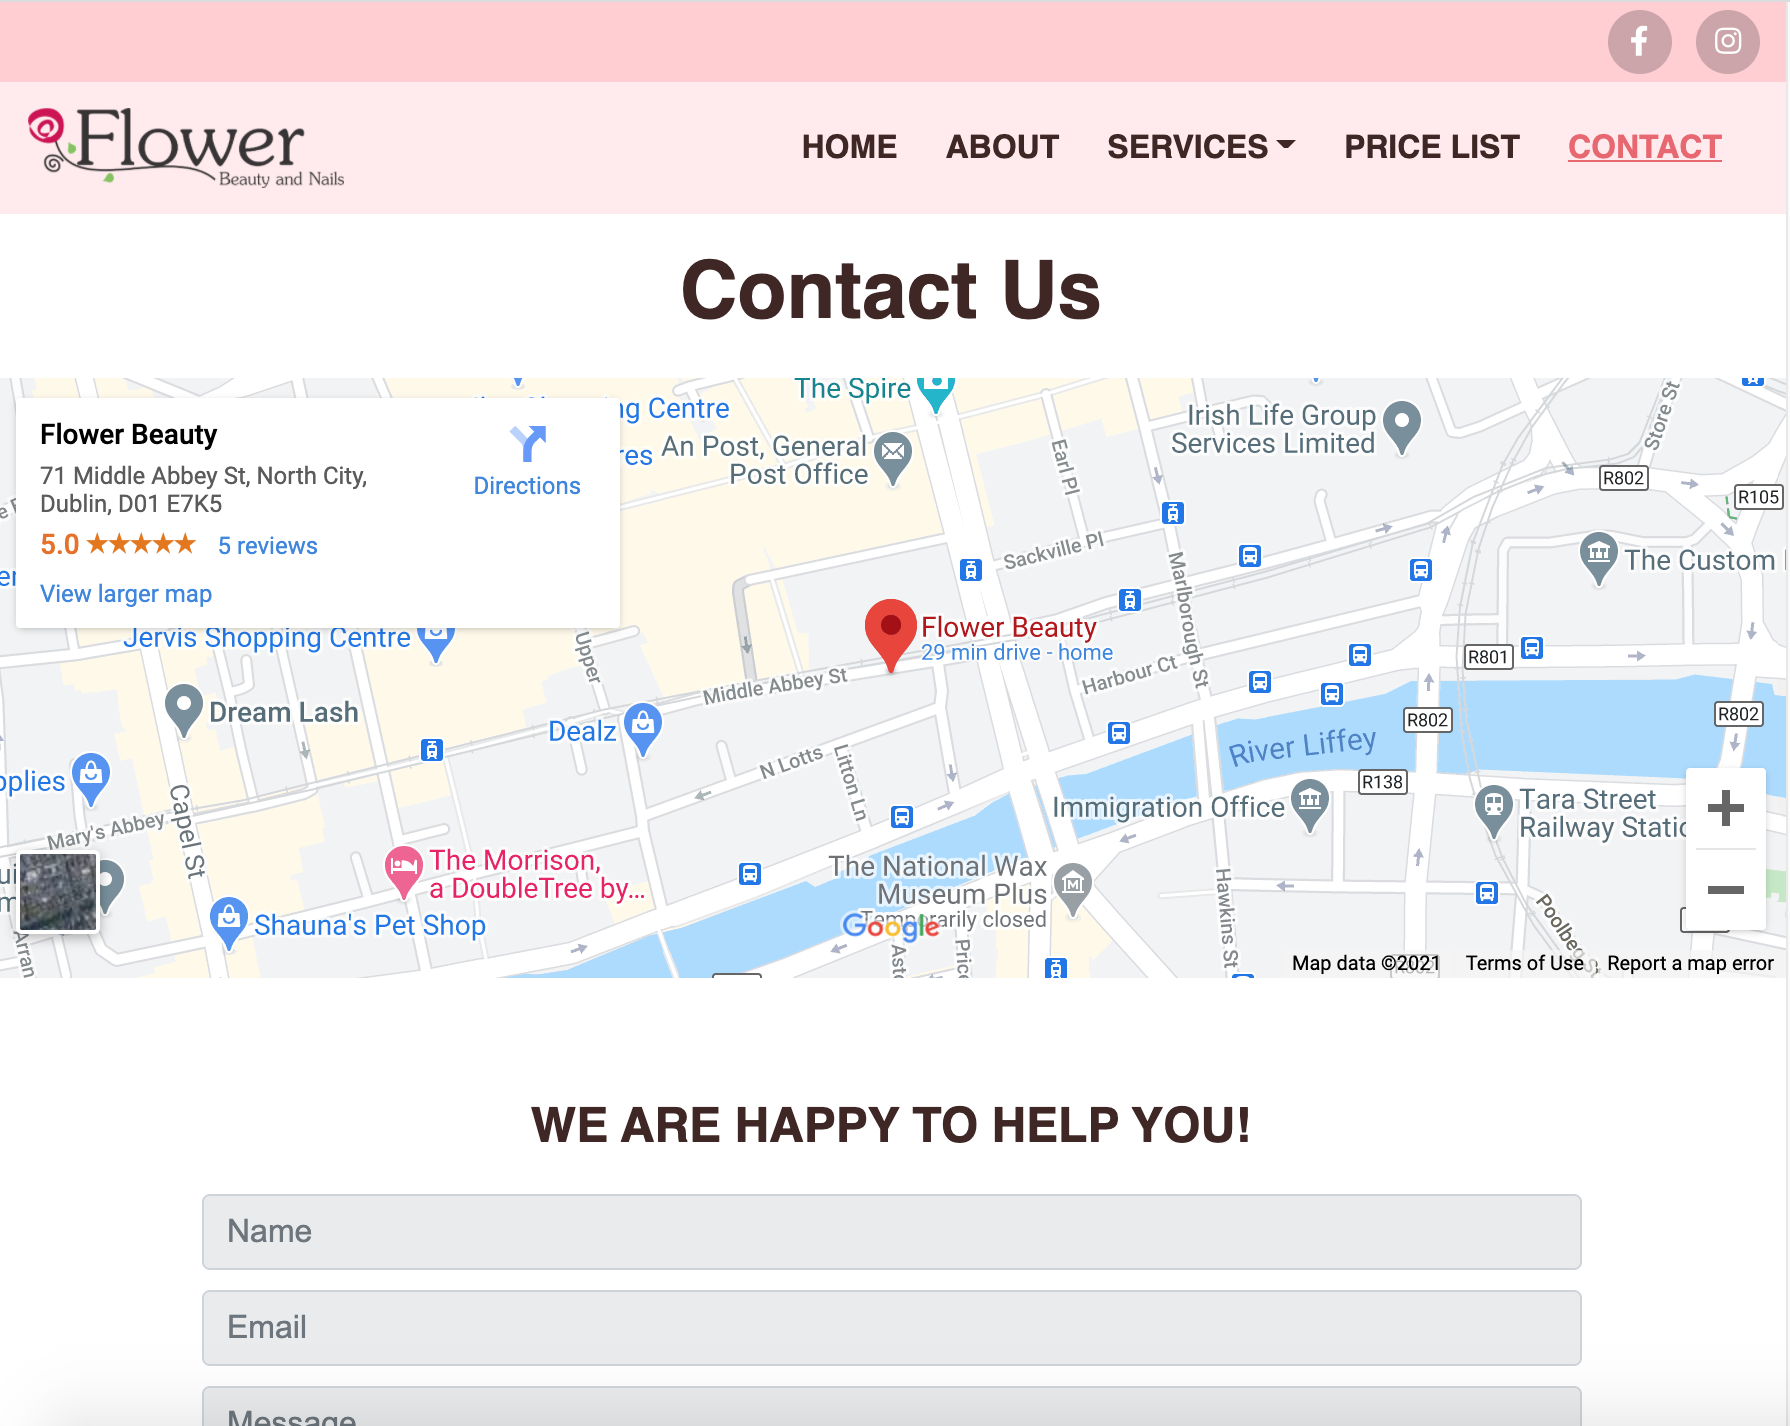 Flower
Beauty and Nails
HOME
ABOUT
SERVICES
PRICE LIST
CONTACT
Contact Us
Flower Beauty
71 Middle Abbey St, North City,
Dublin, D01 E7K5
5.0
5 reviews
Directions
View larger map
Centre
The Spire
An Post, General
Post Office
Irish Life Group
Services Limited
Store St
R802
R105
Earl Pl
Sackville Pl
Marlborough St
The Custom
Jervis Shopping Centre
Upper
Flower Beauty
29 min drive - home
Middle Abbey St
Harbour Ct
R801
R802
R802
Dream Lash
Dealz
River Liffey
N Lotts
Litton Ln
R138
Capel St
Mary's Abbey
Immigration Office
Tara Street
Railway
The Morrison,
a DoubleTree by...
The National Wax
Museum Plus
Temporarily closed
Shauna's Pet Shop
Google
Hawkins St
Map data ©2021
Terms of Use
Report a map error
WE ARE HAPPY TO HELP YOU!
Name
Email
Message